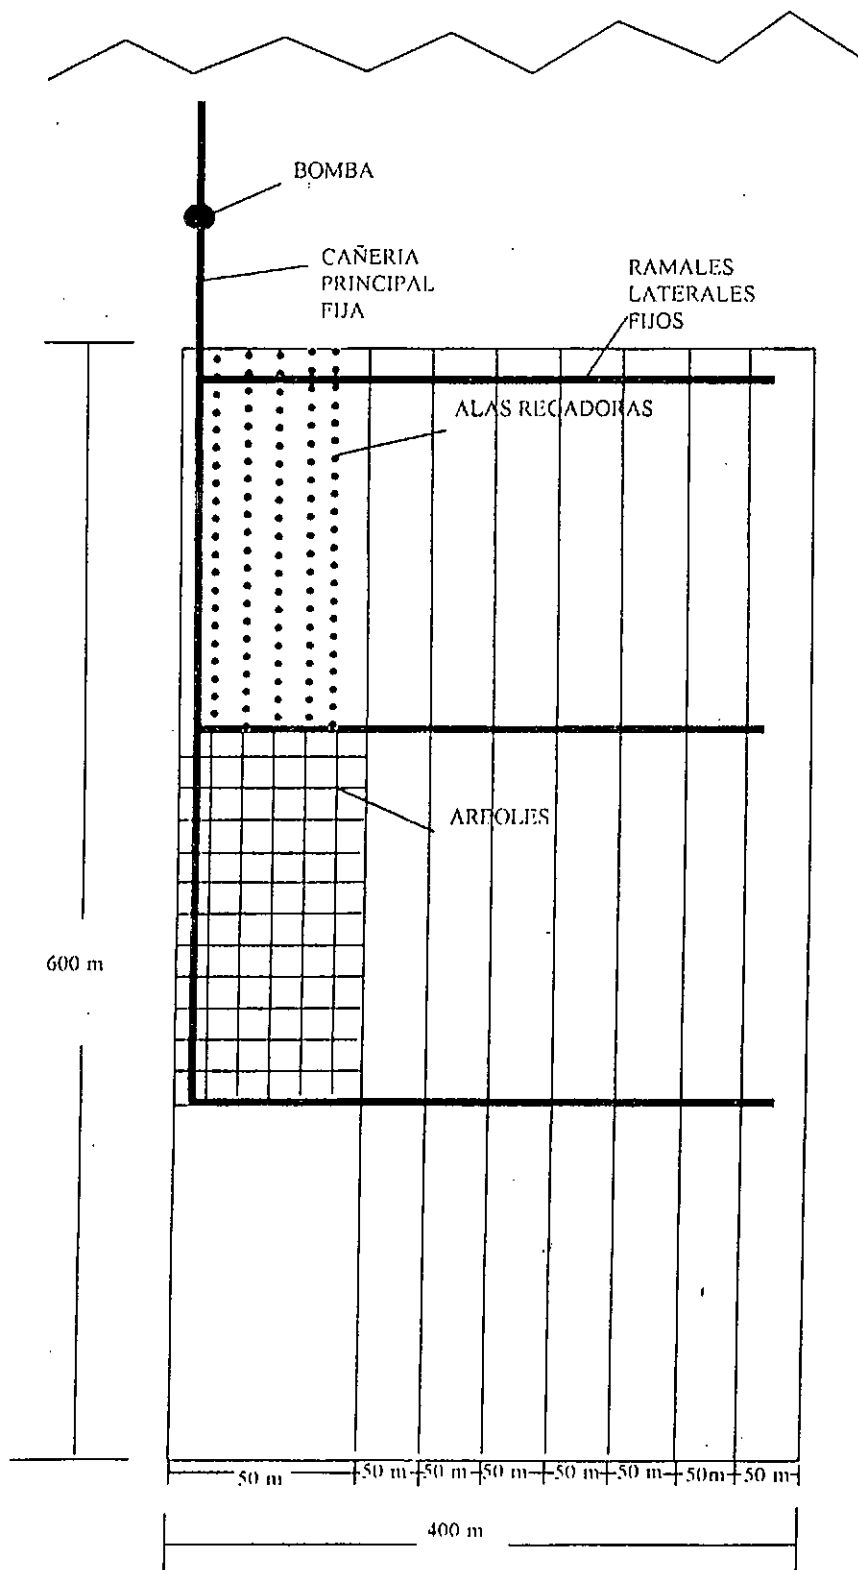 BOMBA
CAÑERIA
PRINCIPAL
FIJA
RAMALES
LATERALES
FIJOS
ALAS REGADORAS
ARBOLES
600 m
50 m
50 m
50 m
50 m
50 m
50 m
50m
50 m
400 m